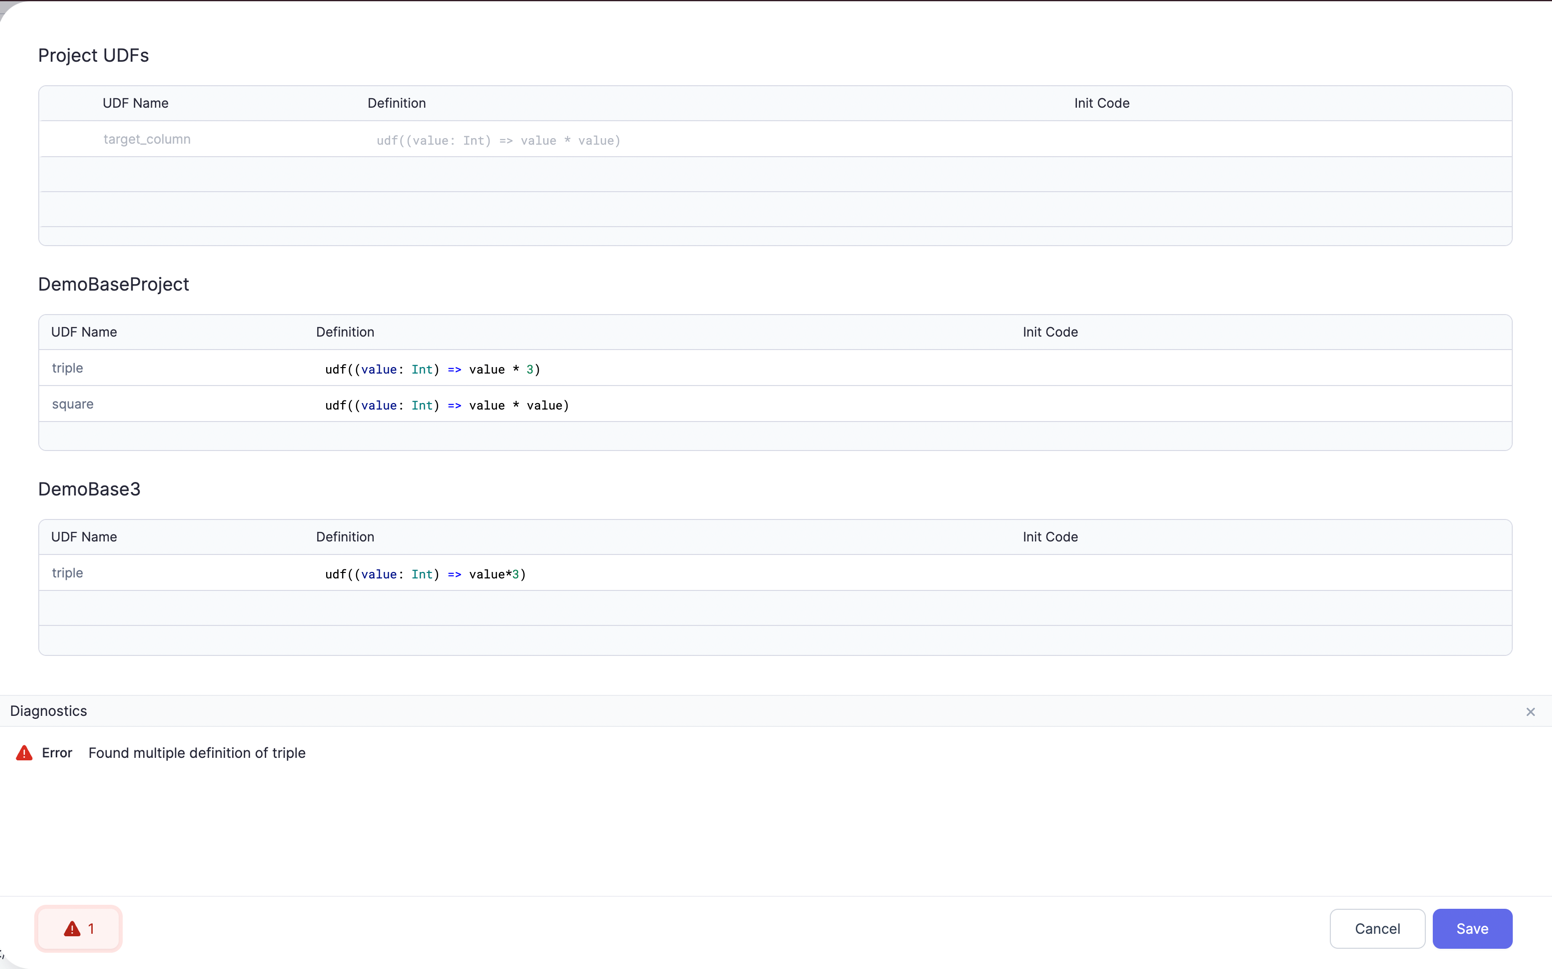 Project UDFs
UDF Name Definition Init Code
target_column udf((value: Int) => value * value)
DemoBaseProject
UDF Name Definition Init Code
triple udf((value: Int) => value * 3)
square udf((value: Int) => value * value)
DemoBase3
UDF Name Definition Init Code
triple udf((value: Int) => value*3)
Diagnostics
Error Found multiple definition of triple
1 Cancel Save